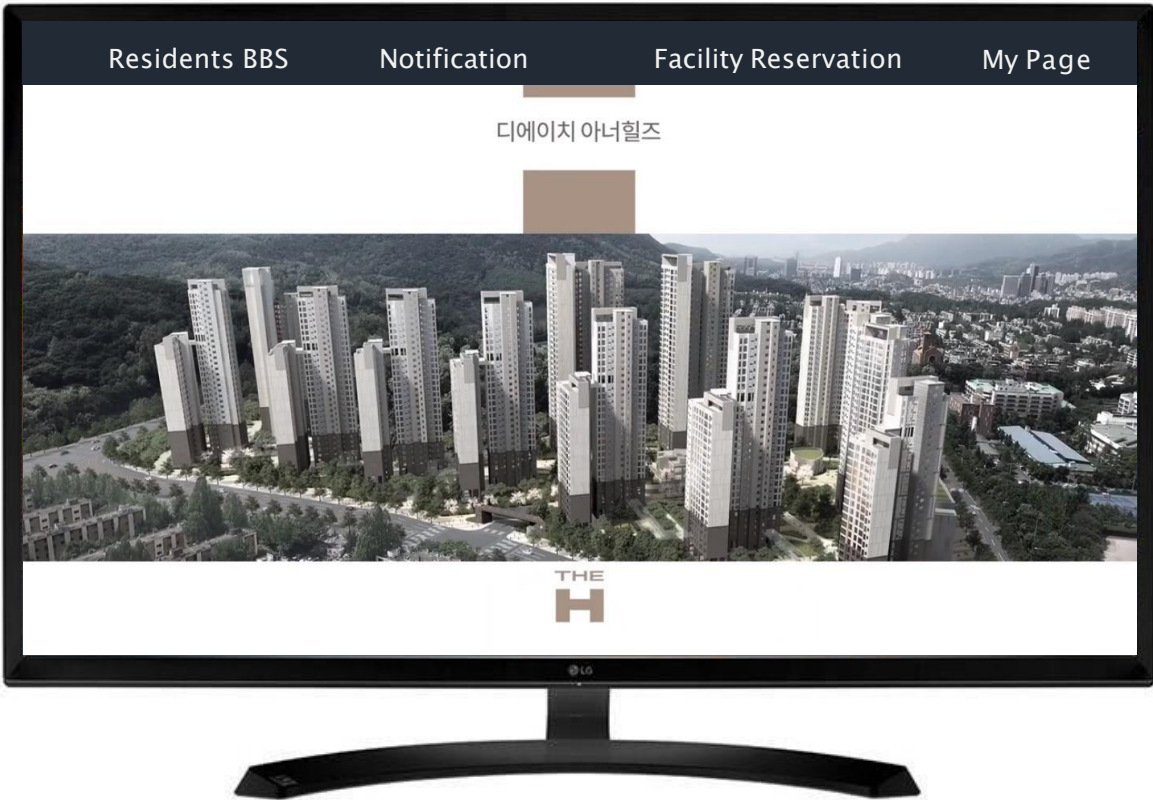 Residents BBS Notification Facility Reservation My Page
디에이치 아너힐즈
THE
H
LG